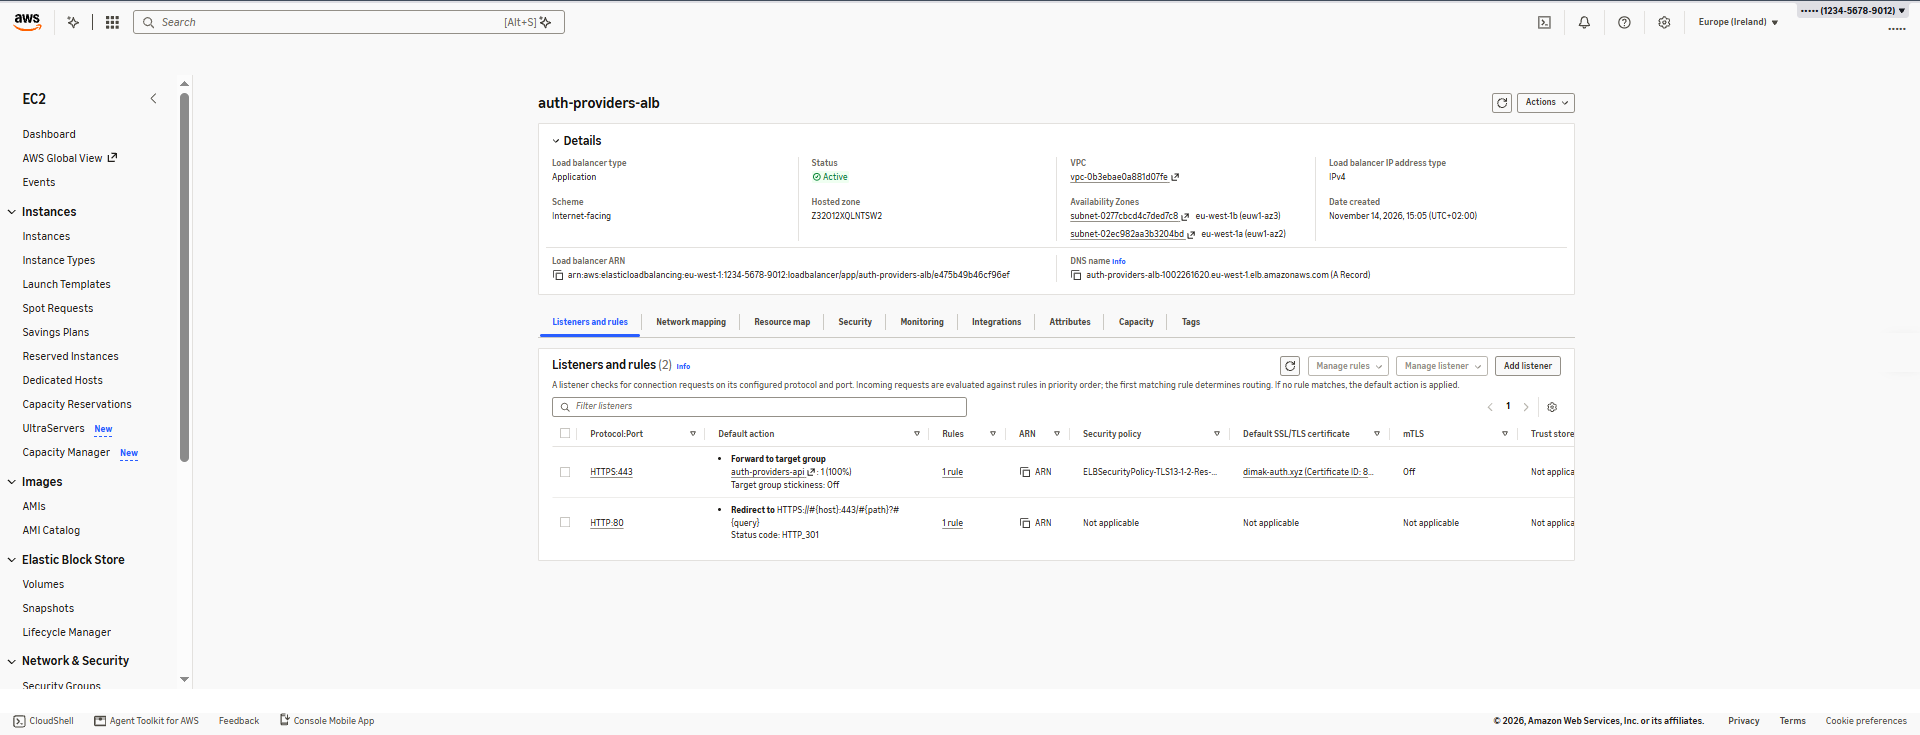 aws
Search
[Alt+S]
Europe (Ireland)
••••• (1234-5678-9012)
•••••
EC2
Dashboard
AWS Global View
Events
Instances
Instances
Instance Types
Launch Templates
Spot Requests
Savings Plans
Reserved Instances
Dedicated Hosts
Capacity Reservations
UltraServers New
Capacity Manager New
Images
AMIs
AMI Catalog
Elastic Block Store
Volumes
Snapshots
Lifecycle Manager
Network & Security
Security Groups
auth-providers-alb
Actions
Details
Load balancer type
Application
Status
Active
VPC
vpc-0b3ebae0a881d07fe
Load balancer IP address type
IPv4
Scheme
Internet-facing
Hosted zone
Z32O12XQLNTSW2
Availability Zones
subnet-0277cbcd4c7ded7c8 eu-west-1b (euw1-az3)
subnet-02ec982aa3b3204bd eu-west-1a (euw1-az2)
Date created
November 14, 2026, 15:05 (UTC+02:00)
Load balancer ARN
arn:aws:elasticloadbalancing:eu-west-1:1234-5678-9012:loadbalancer/app/auth-providers-alb/e475b49b46cf96ef
DNS name Info
auth-providers-alb-1002261620.eu-west-1.elb.amazonaws.com (A Record)
Listeners and rules
Network mapping
Resource map
Security
Monitoring
Integrations
Attributes
Capacity
Tags
Listeners and rules (2) Info
Manage rules
Manage listener
Add listener
A listener checks for connection requests on its configured protocol and port. Incoming requests are evaluated against rules in priority order; the first matching rule determines routing. If no rule matches, the default action is applied.
Filter listeners
1
Protocol:Port
Default action
Rules
ARN
Security policy
Default SSL/TLS certificate
mTLS
Trust store
HTTPS:443
• Forward to target group
auth-providers-api : 1 (100%)
Target group stickiness: Off
1 rule
ARN
ELBSecurityPolicy-TLS13-1-2-Res-...
dimak-auth.xyz (Certificate ID: 8...
Off
Not applica
HTTP:80
• Redirect to HTTPS://#{host}:443/#{path}?#
{query}
Status code: HTTP_301
1 rule
ARN
Not applicable
Not applicable
Not applicable
Not applica
CloudShell
Agent Toolkit for AWS
Feedback
Console Mobile App
© 2026, Amazon Web Services, Inc. or its affiliates.
Privacy
Terms
Cookie preferences